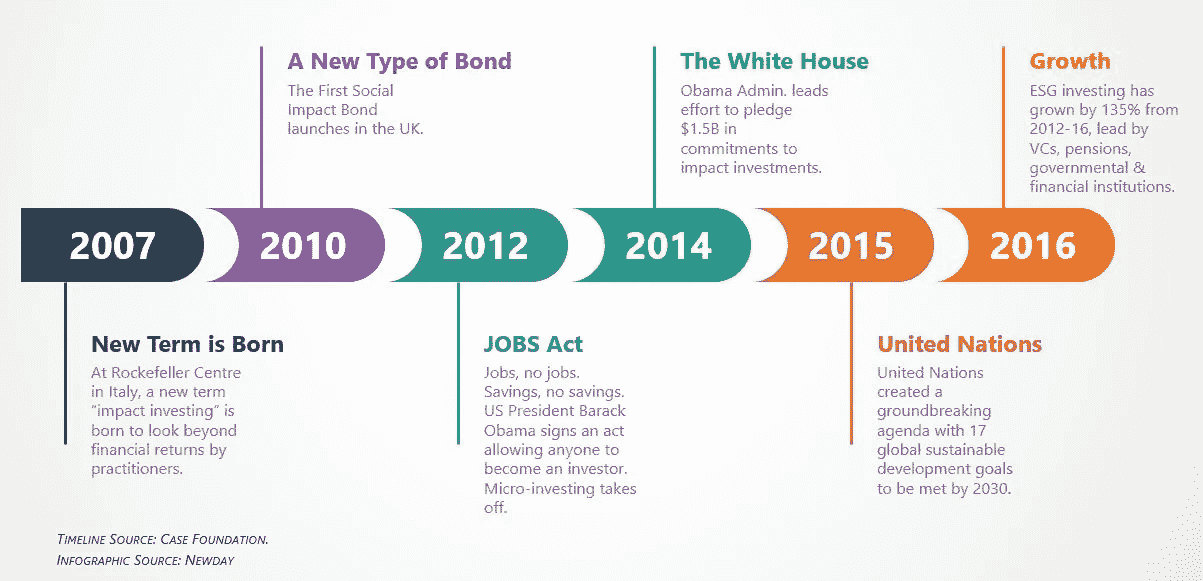 A New Type of Bond
The First Social
Impact Bond
launches in the UK.
The White House
Obama Admin. leads
effort to pledge
$1.5B in
commitments to
impact investments.
Growth
ESG investing has
grown by 135% from
2012-16, lead by
VCs, pensions,
governmental &
financial institutions.
2007
2010
2012
2014
2015
2016
New Term is Born
At Rockefeller Centre
in Italy, a new term
“impact investing” is
born to look beyond
financial returns by
practitioners.
JOBS Act
Jobs, no jobs.
Savings, no savings.
US President Barack
Obama signs an act
allowing anyone to
become an investor.
Micro-investing takes
off.
United Nations
United Nations
created a
groundbreaking
agenda with 17
global sustainable
development goals
to be met by 2030.
TIMELINE SOURCE: CASE FOUNDATION.
INFOGRAPHIC SOURCE: NEWDAY